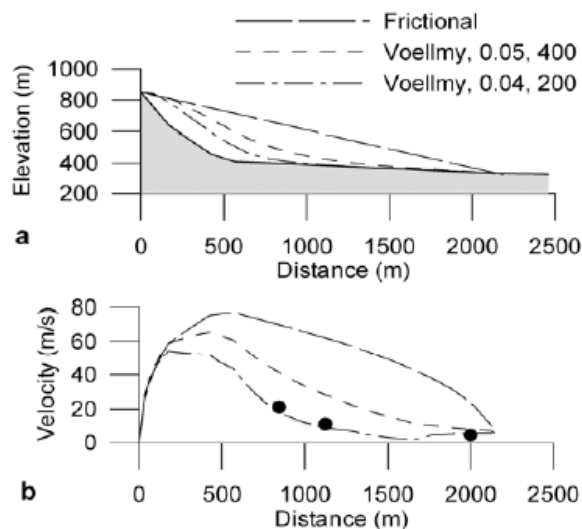 Frictional
Voellmy, 0.05, 400
Voellmy, 0.04, 200
Elevation (m)
1000
800
600
400
200
0 500 1000 1500 2000 2500
Distance (m)
a
Velocity (m/s)
80
60
40
20
0
0 500 1000 1500 2000 2500
Distance (m)
b